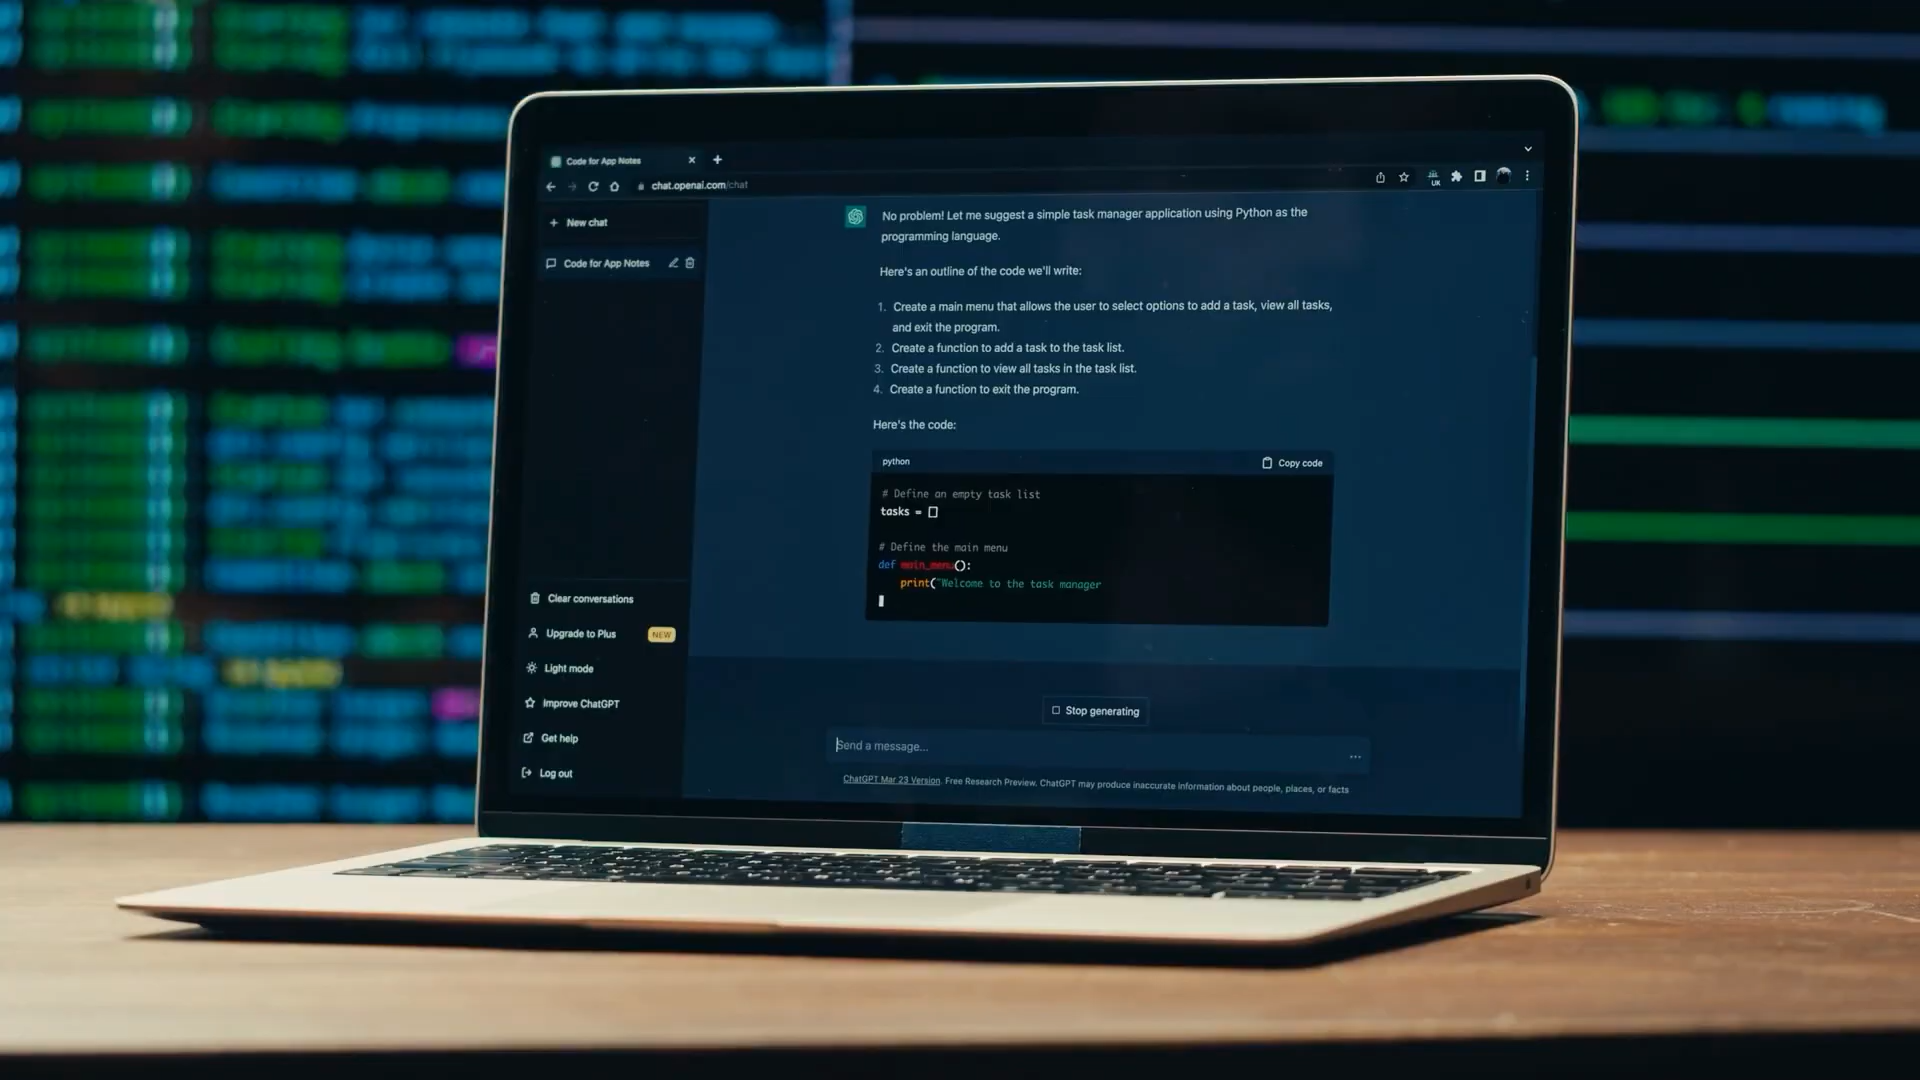 Code for App Notes
chat.openai.com/chat
UK
New chat
Code for App Notes
No problem! Let me suggest a simple task manager application using Python as the
programming language.
Here's an outline of the code we'll write:
1. Create a main menu that allows the user to select options to add a task, view all tasks,
and exit the program.
2. Create a function to add a task to the task list.
3. Create a function to view all tasks in the task list.
4. Create a function to exit the program.
Here's the code:
python
Copy code
# Define an empty task list
tasks = []
# Define the main menu
def main_menu():
print("Welcome to the task manager
Clear conversations
Upgrade to Plus NEW
Light mode
Improve ChatGPT
Get help
Log out
Stop generating
Send a message...
ChatGPT Mar 23 Version. Free Research Preview. ChatGPT may produce inaccurate information about people, places, or facts